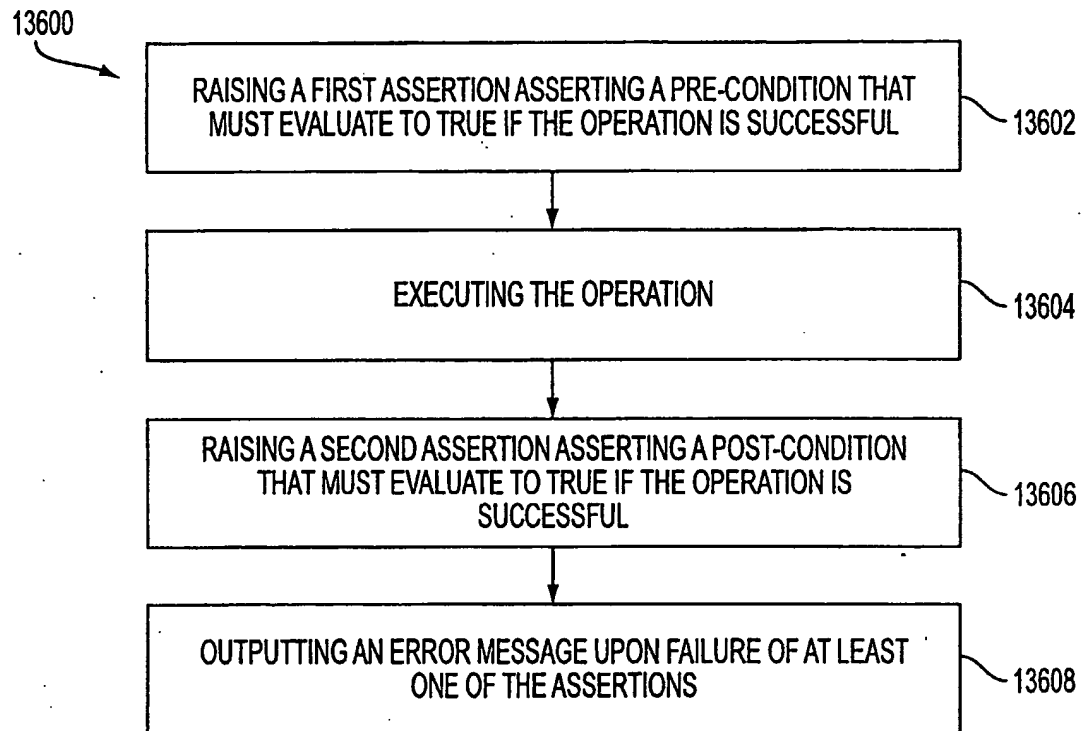 13600
RAISING A FIRST ASSERTION ASSERTING A PRE-CONDITION THAT
MUST EVALUATE TO TRUE IF THE OPERATION IS SUCCESSFUL
13602
EXECUTING THE OPERATION
13604
RAISING A SECOND ASSERTION ASSERTING A POST-CONDITION
THAT MUST EVALUATE TO TRUE IF THE OPERATION IS
SUCCESSFUL
13606
OUTPUTTING AN ERROR MESSAGE UPON FAILURE OF AT LEAST
ONE OF THE ASSERTIONS
13608